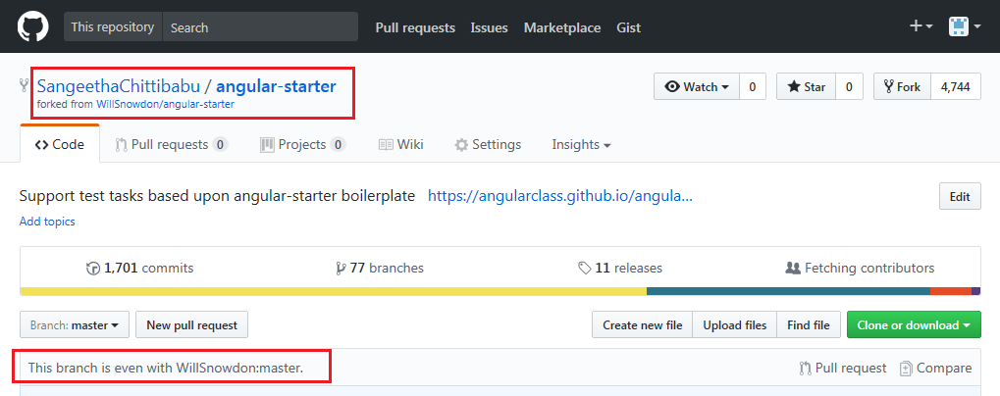 This repository Search Pull requests Issues Marketplace Gist
SangeethaChittibabu / angular-starter
forked from WillSnowdon/angular-starter
Watch 0 Star 0 Fork 4,744
Code Pull requests 0 Projects 0 Wiki Settings Insights
Support test tasks based upon angular-starter boilerplate https://angularclass.github.io/angula... Edit
Add topics
1,701 commits 77 branches 11 releases Fetching contributors
Branch: master New pull request Create new file Upload files Find file Clone or download
This branch is even with WillSnowdon:master. Pull request Compare